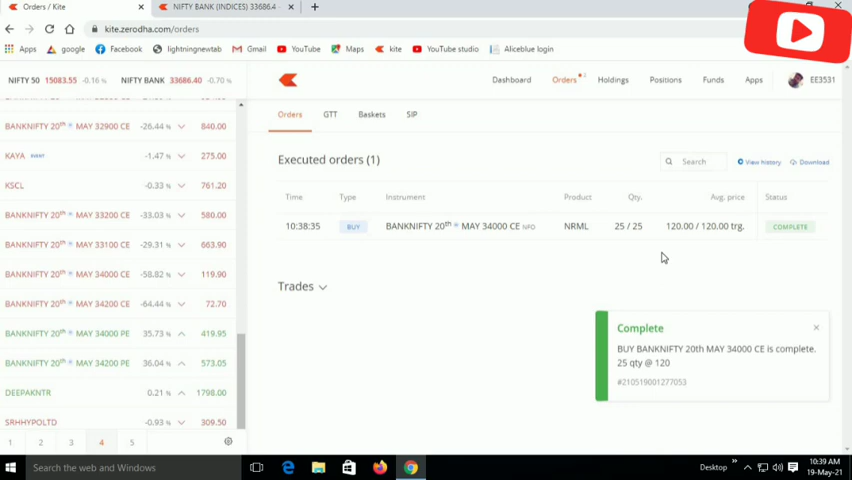 Orders / Kite
NIFTY BANK (INDICES) 33686.4
kite.zerodha.com/orders
Apps google Facebook lightningnewtab Gmail YouTube Maps kite YouTube studio Aliceblue login
NIFTY 50 15083.55 -0.16 % NIFTY BANK 33686.40 -0.70 %
Dashboard Orders Holdings Positions Funds Apps EE3531
BANKNIFTY 20th MAY 32900 CE -26.44 % 840.00
KAYA EVENT -1.47 % 275.00
KSCL -0.33 % 761.20
BANKNIFTY 20th MAY 33200 CE -33.03 % 580.00
BANKNIFTY 20th MAY 33100 CE -29.31 % 663.90
BANKNIFTY 20th MAY 34000 CE -58.82 % 119.90
BANKNIFTY 20th MAY 34200 CE -64.44 % 72.70
BANKNIFTY 20th MAY 34000 PE 35.73 % 419.95
BANKNIFTY 20th MAY 34200 PE 36.04 % 573.05
DEEPAKNTR 0.21 % 1798.00
SRHHYPOLTD -0.93 % 309.50
1 2 3 4 5
Orders GTT Baskets SIP
Executed orders (1)
Search View history Download
Time Type Instrument Product Qty. Avg. price Status
10:38:35 BUY BANKNIFTY 20th MAY 34000 CE NFO NRML 25 / 25 120.00 / 120.00 trg. COMPLETE
Trades
Complete
BUY BANKNIFTY 20th MAY 34000 CE is complete.
25 qty @ 120
#210519001277053
Search the web and Windows
Desktop
10:39 AM
19-May-21